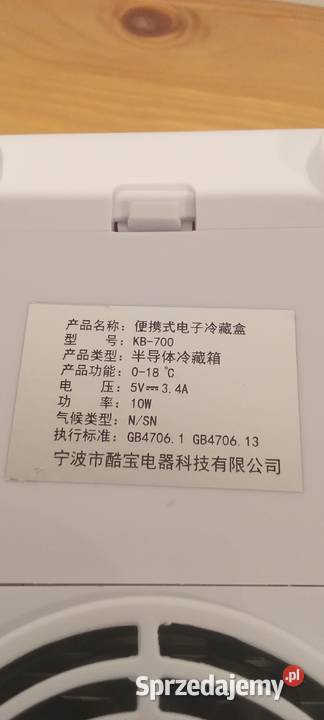 产品名称：便携式电子冷藏盒
型 号：KB-700
产品类型：半导体冷藏箱
产品功能：0-18℃
电 压：5V⎓3.4A
功 率：10W
气候类型：N/SN
执行标准：GB4706.1 GB4706.13
宁波市酷宝电器科技有限公司
Sprzedajemy.pl